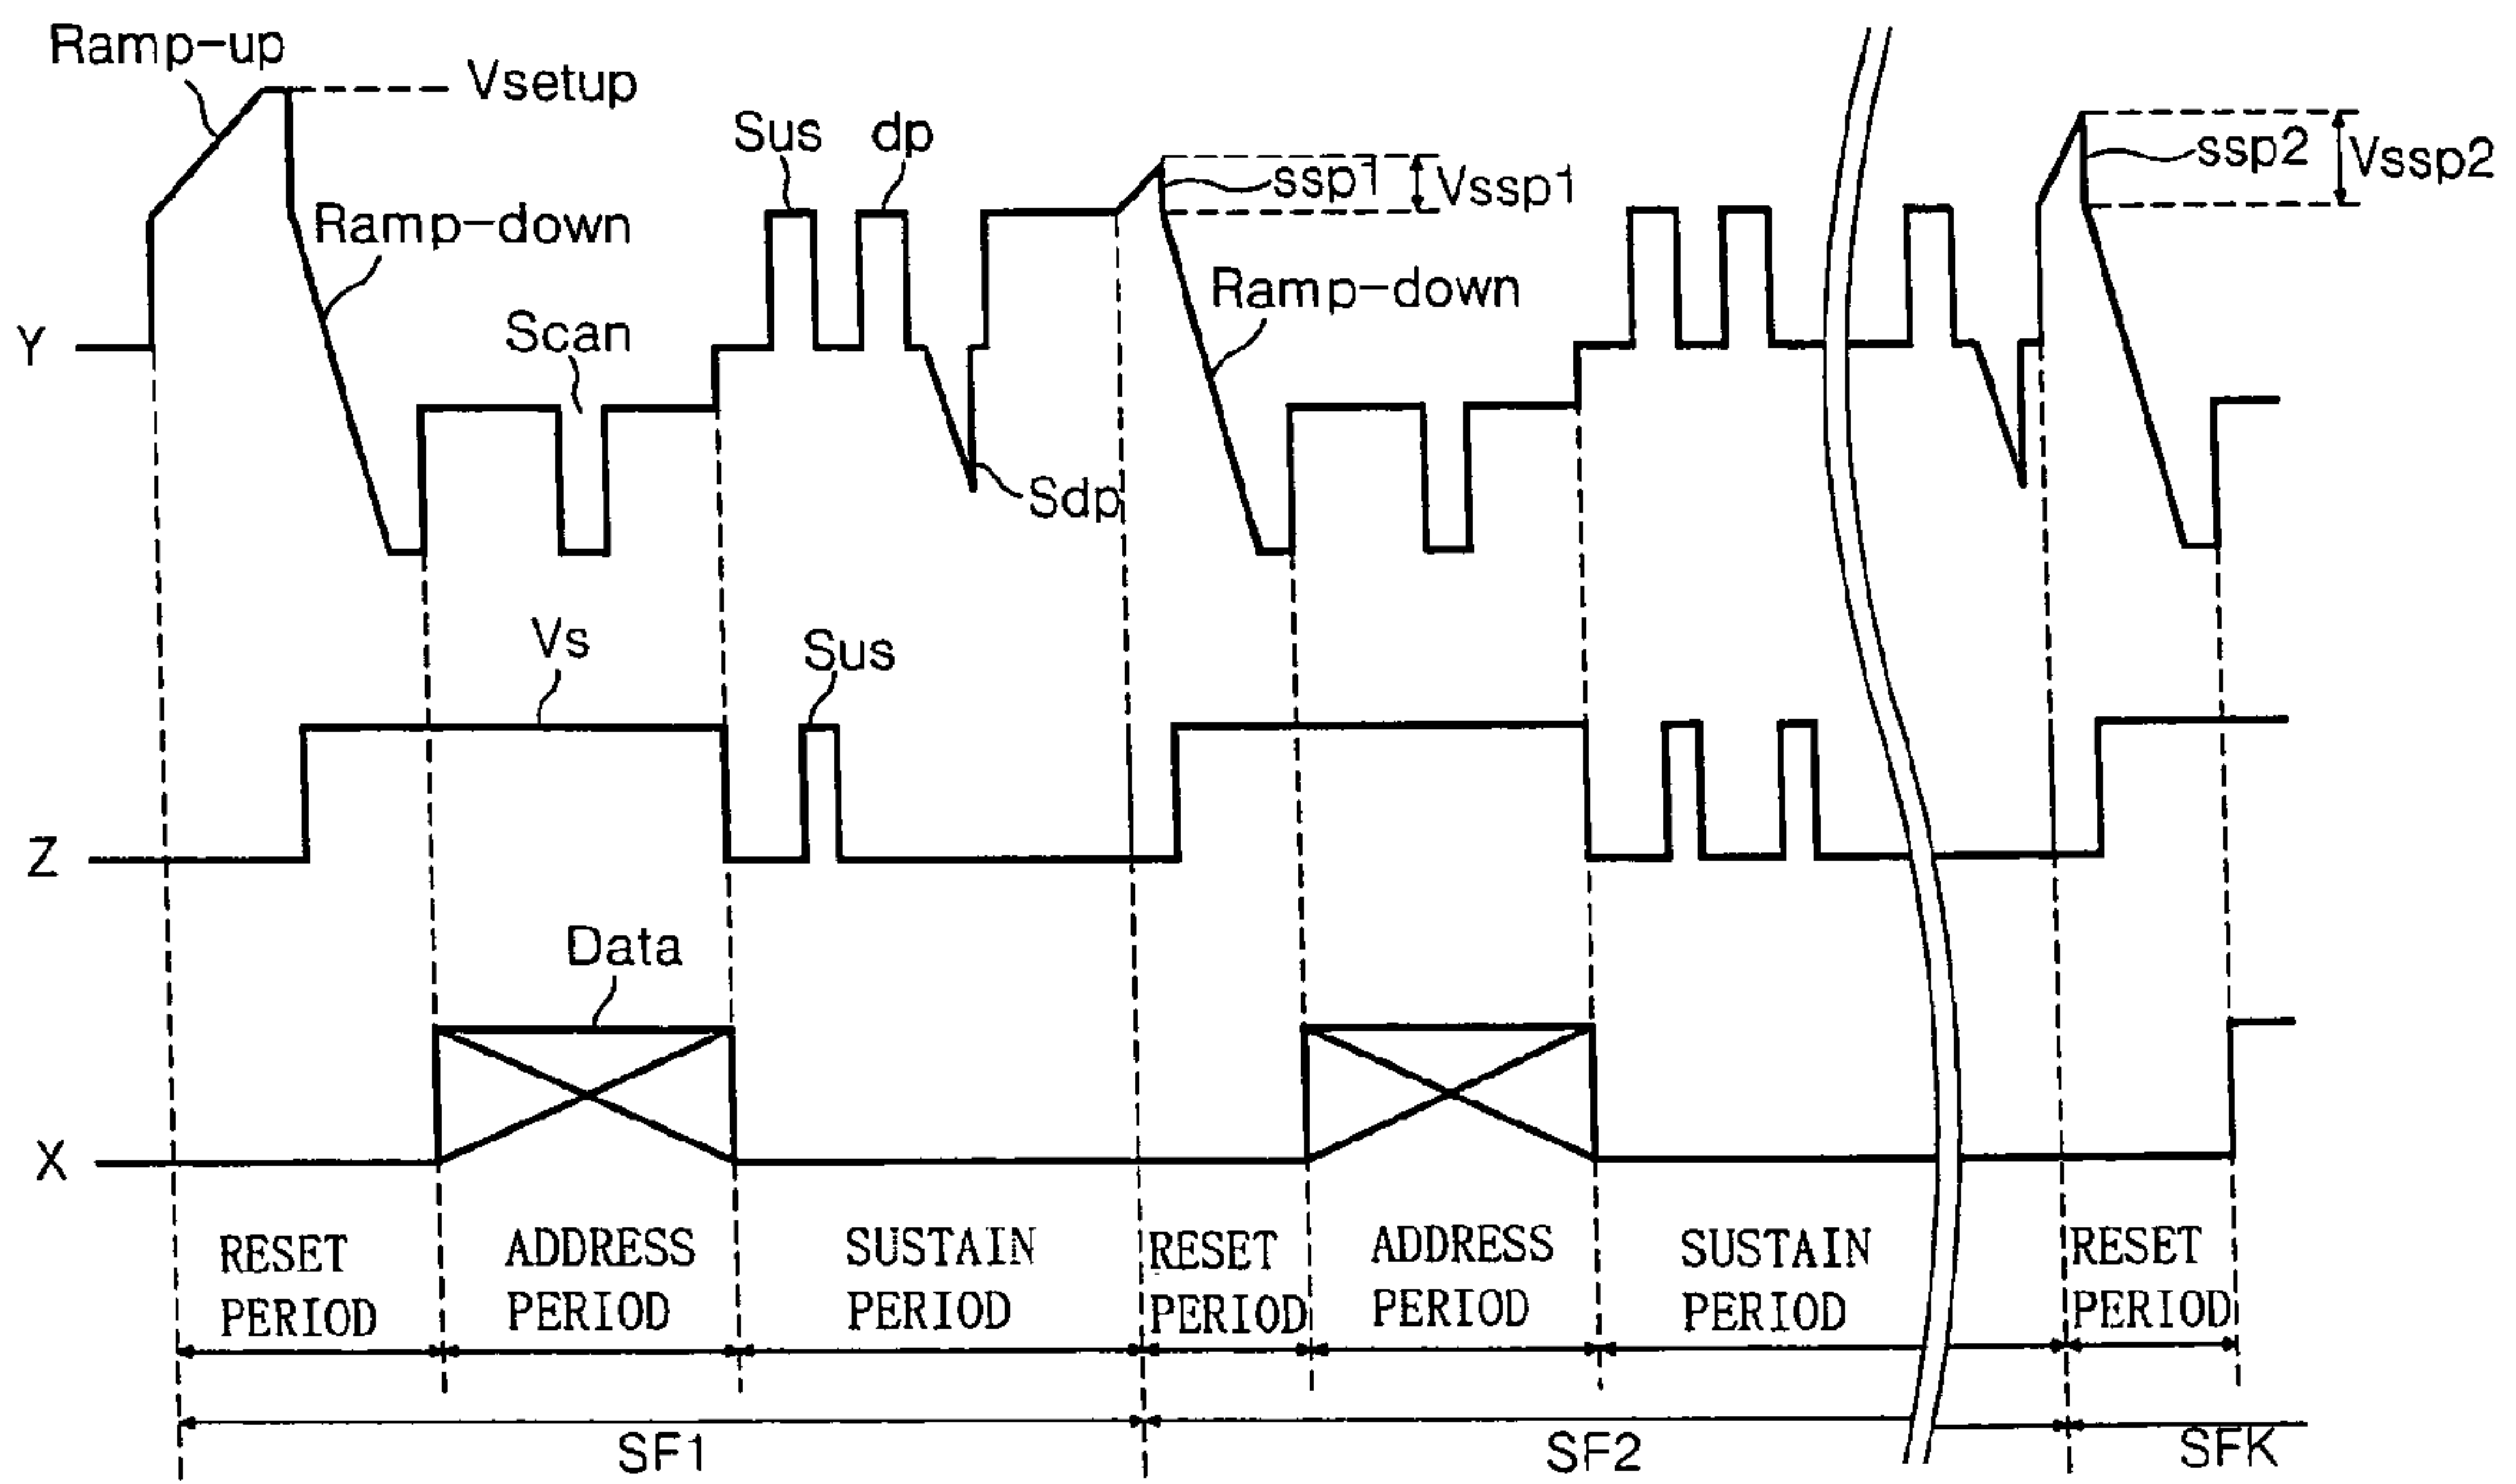 Ramp-up
Vsetup
Sus
dp
ssp1
Vssp1
ssp2
Vssp2
Ramp-down
Ramp-down
Scan
Y
Sdp
Vs
Sus
Z
Data
X
RESET
PERIOD
ADDRESS
PERIOD
SUSTAIN
PERIOD
RESET
PERIOD
ADDRESS
PERIOD
SUSTAIN
PERIOD
RESET
PERIOD
SF1
SF2
SFK